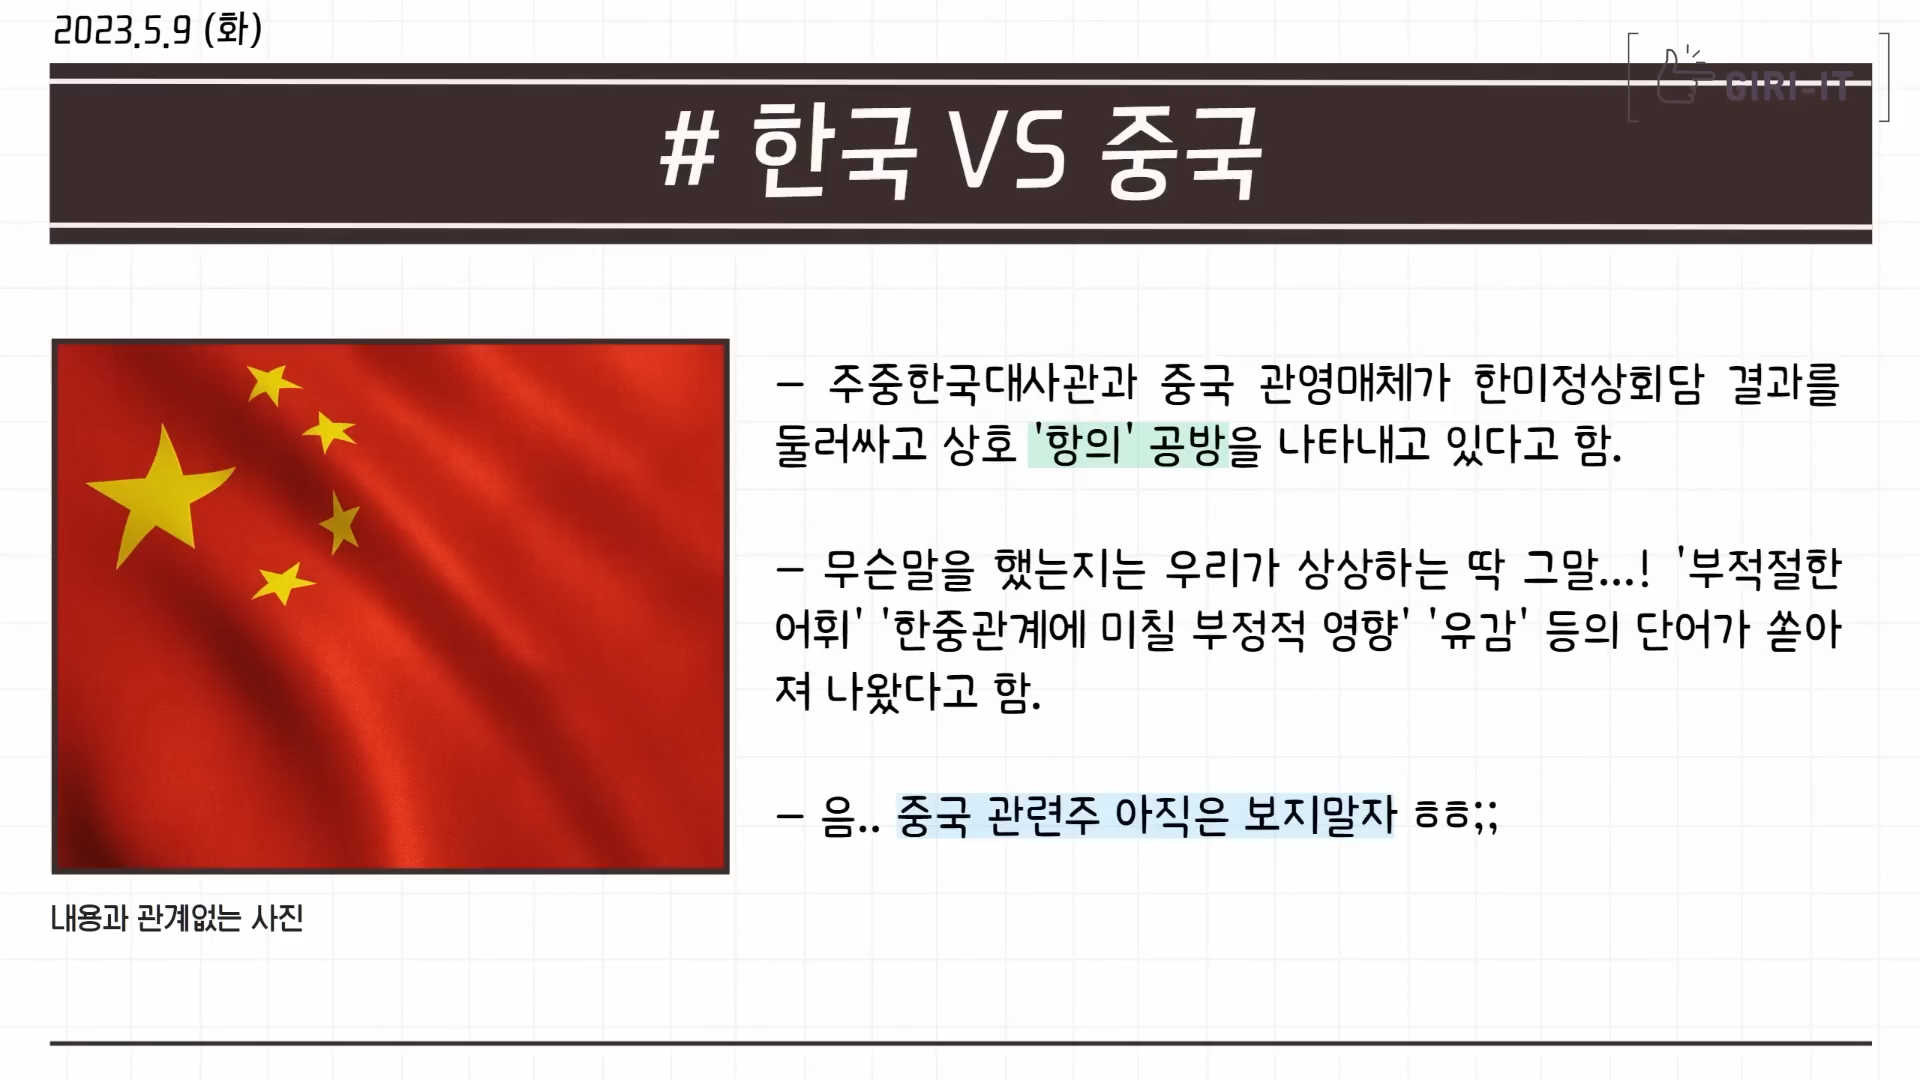 2023.5.9 (화)
GIRI-IT
# 한국 VS 중국
- 주중한국대사관과 중국 관영매체가 한미정상회담 결과를
둘러싸고 상호 '항의' 공방을 나타내고 있다고 함.
- 무슨말을 했는지는 우리가 상상하는 딱 그말...! '부적절한
어휘' '한중관계에 미칠 부정적 영향' '유감' 등의 단어가 쏟아
져 나왔다고 함.
- 음.. 중국 관련주 아직은 보지말자 ㅎㅎ;;
내용과 관계없는 사진